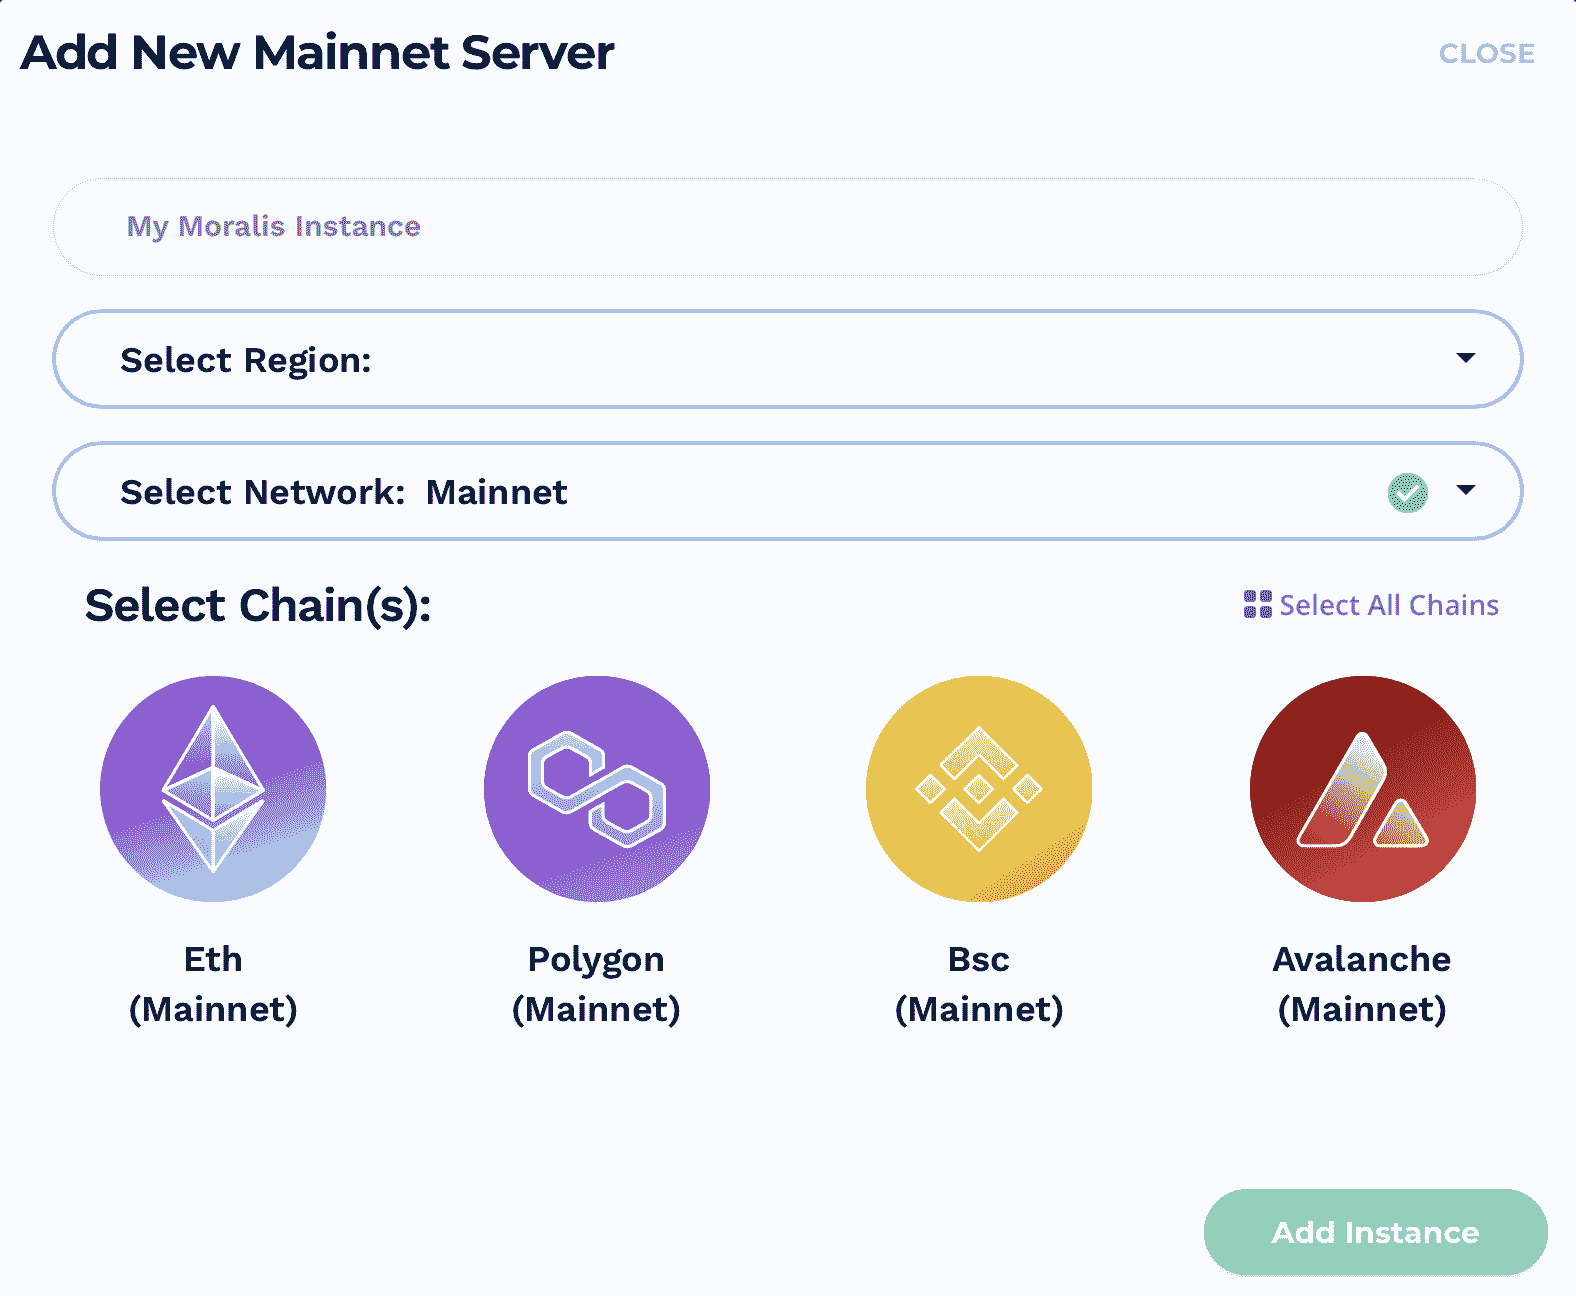 Add New Mainnet Server
CLOSE
My Moralis Instance
Select Region:
Select Network: Mainnet
Select Chain(s):
Select All Chains
Eth
(Mainnet)
Polygon
(Mainnet)
Bsc
(Mainnet)
Avalanche
(Mainnet)
Add Instance